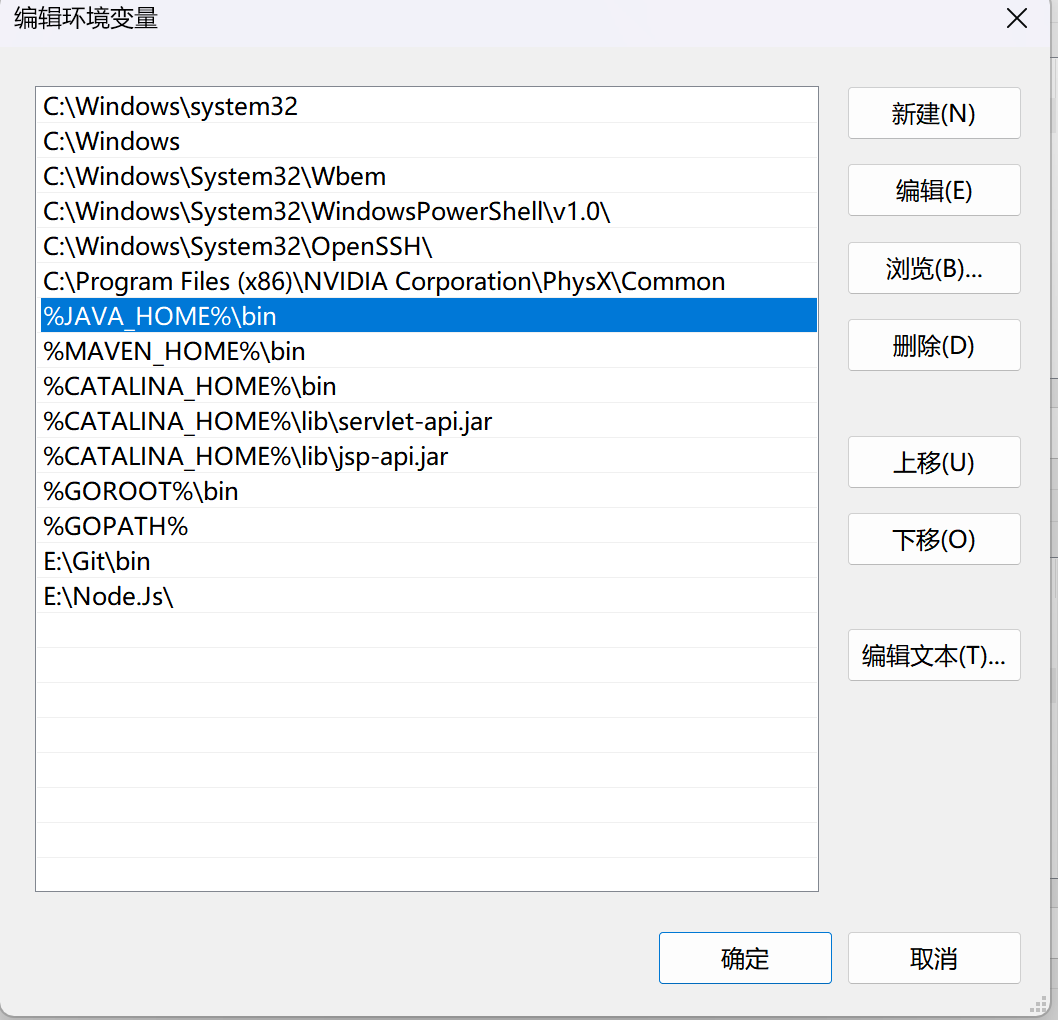 编辑环境变量
C:\Windows\system32
C:\Windows
C:\Windows\System32\Wbem
C:\Windows\System32\WindowsPowerShell\v1.0\
C:\Windows\System32\OpenSSH\
C:\Program Files (x86)\NVIDIA Corporation\PhysX\Common
%JAVA_HOME%\bin
%MAVEN_HOME%\bin
%CATALINA_HOME%\bin
%CATALINA_HOME%\lib\servlet-api.jar
%CATALINA_HOME%\lib\jsp-api.jar
%GOROOT%\bin
%GOPATH%
E:\Git\bin
E:\Node.Js\
新建(N)
编辑(E)
浏览(B)...
删除(D)
上移(U)
下移(O)
编辑文本(T)...
确定
取消